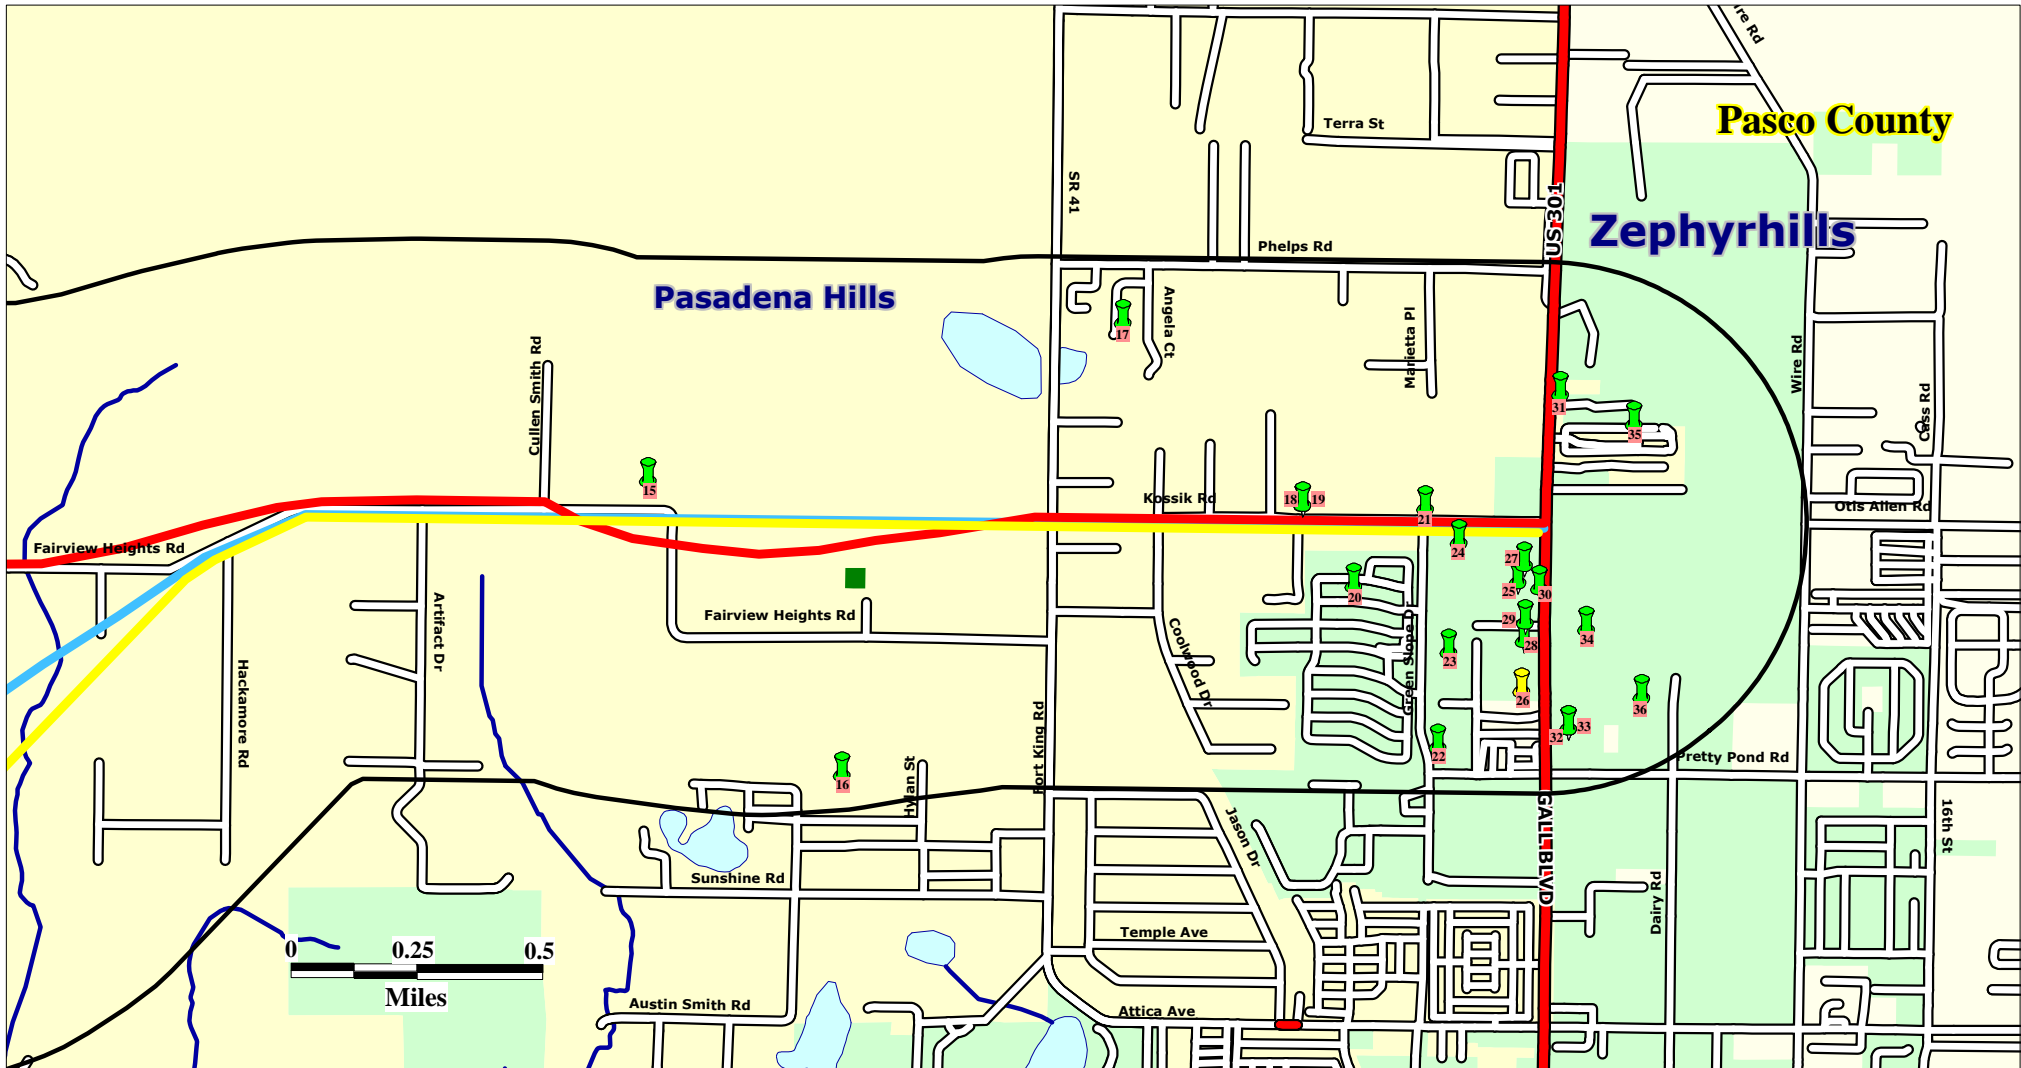 ire Rd
Pasco County
Terra St
SR 41
US 301
Zephyrhills
Phelps Rd
Pasadena Hills
Angela Ct
17
Marietta Pl
Cullen Smith Rd
Wire Rd
31
Cass Rd
35
15
Kossik Rd
18
19
21
Otis Allen Rd
Fairview Heights Rd
24
27
25
30
20
Artifact Dr
Fairview Heights Rd
29
34
28
Coolwood Dr
Green Slope Dr
23
Hackamore Rd
26
36
Fort King Rd
33
32
22
Pretty Pond Rd
16
Hylan St
GALL BLVD
Jason Dr
16th St
Sunshine Rd
Dairy Rd
Temple Ave
0
0.25
0.5
Miles
Austin Smith Rd
Attica Ave